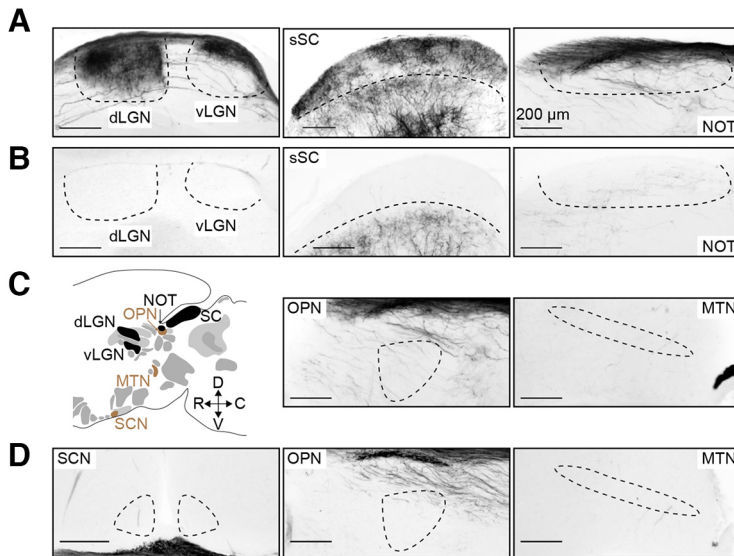 A
dLGN
vLGN
sSC
200 µm
NOT
B
dLGN
vLGN
sSC
NOT
C
NOT
OPN
SC
dLGN
vLGN
MTN
SCN
D
R
C
V
OPN
MTN
D
SCN
OPN
MTN